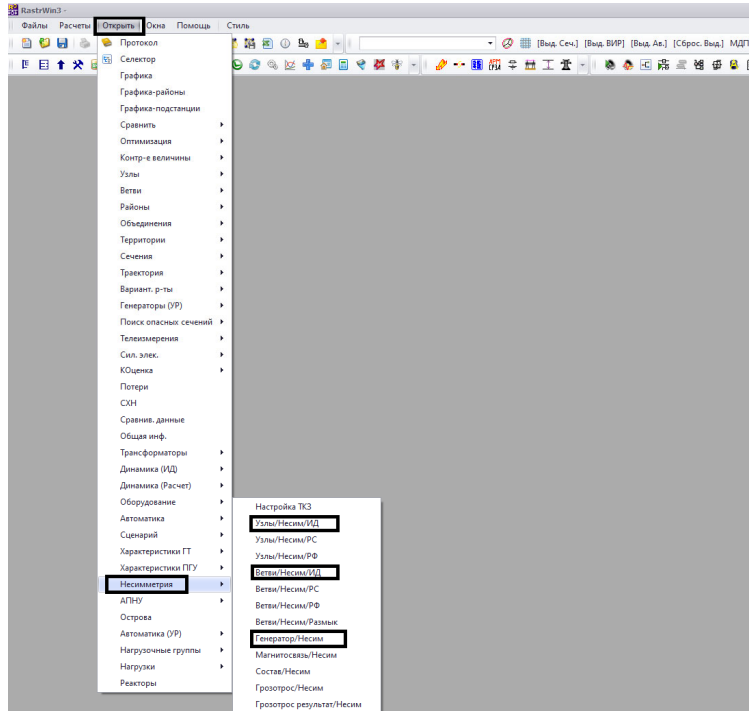 RastrWin3 -
Файлы Расчеты Открыть Окна Помощь Стиль
[Выд. Сеч.] [Выд. ВИР] [Выд. Ав.] [Сброс. Выд.] МДП
Протокол
Селектор
Графика
Графика-районы
Графика-подстанции
Сравнить
Оптимизация
Контр-е величины
Узлы
Ветви
Районы
Объединения
Территории
Сечения
Траектория
Вариант. р-ты
Генераторы (УР)
Поиск опасных сечений
Телеизмерения
Сил. элек.
КОценка
Потери
СХН
Сравнив. данные
Общая инф.
Трансформаторы
Динамика (ИД)
Динамика (Расчет)
Оборудование
Автоматика
Сценарий
Характеристики ГТ
Характеристики ПГУ
Несимметрия
АПНУ
Острова
Автоматика (УР)
Нагрузочные группы
Нагрузки
Реакторы
Настройка ТКЗ
Узлы/Несим/ИД
Узлы/Несим/РС
Узлы/Несим/РФ
Ветви/Несим/ИД
Ветви/Несим/РС
Ветви/Несим/РФ
Ветви/Несим/Размык
Генератор/Несим
Магнитосвязь/Несим
Состав/Несим
Грозотрос/Несим
Грозотрос результат/Несим